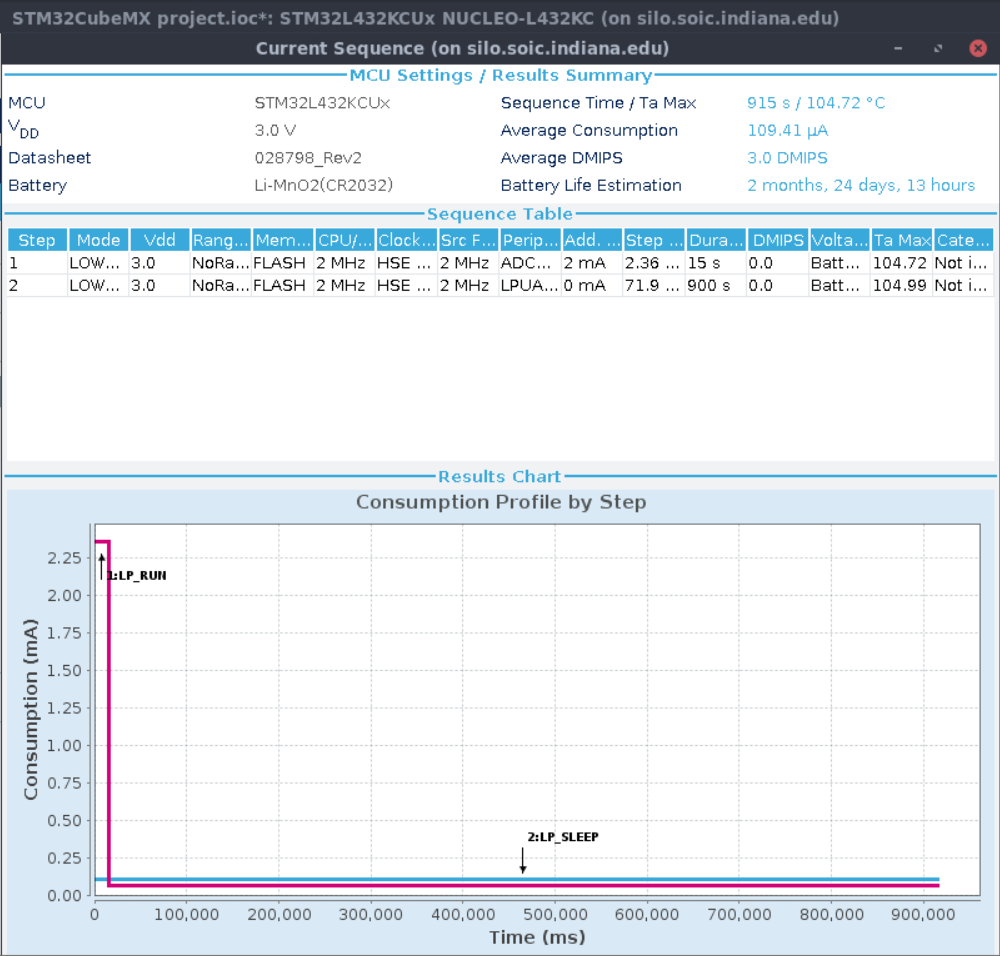 STM32CubeMX project.ioc*: STM32L432KCUx NUCLEO-L432KC (on silo.soic.indiana.edu)
Current Sequence (on silo.soic.indiana.edu)
MCU Settings / Results Summary
MCU STM32L432KCUx Sequence Time / Ta Max 915 s / 104.72 °C
VDD 3.0 V Average Consumption 109.41 µA
Datasheet 028798_Rev2 Average DMIPS 3.0 DMIPS
Battery Li-MnO2(CR2032) Battery Life Estimation 2 months, 24 days, 13 hours
Sequence Table
Step Mode Vdd Rang... Mem... CPU/... Clock... Src F... Perip... Add. ... Step ... Dura... DMIPS Volta... Ta Max Cate...
1 LOW... 3.0 NoRa... FLASH 2 MHz HSE ... 2 MHz ADC... 2 mA 2.36 ... 15 s 0.0 Batt... 104.72 Not i...
2 LOW... 3.0 NoRa... FLASH 2 MHz HSE ... 2 MHz LPUA... 0 mA 71.9 ... 900 s 0.0 Batt... 104.99 Not i...
Results Chart
Consumption Profile by Step
Consumption (mA)
2.25
2.00
1.75
1.50
1.25
1.00
0.75
0.50
0.25
0.00
1:LP_RUN
2:LP_SLEEP
0 100,000 200,000 300,000 400,000 500,000 600,000 700,000 800,000 900,000
Time (ms)